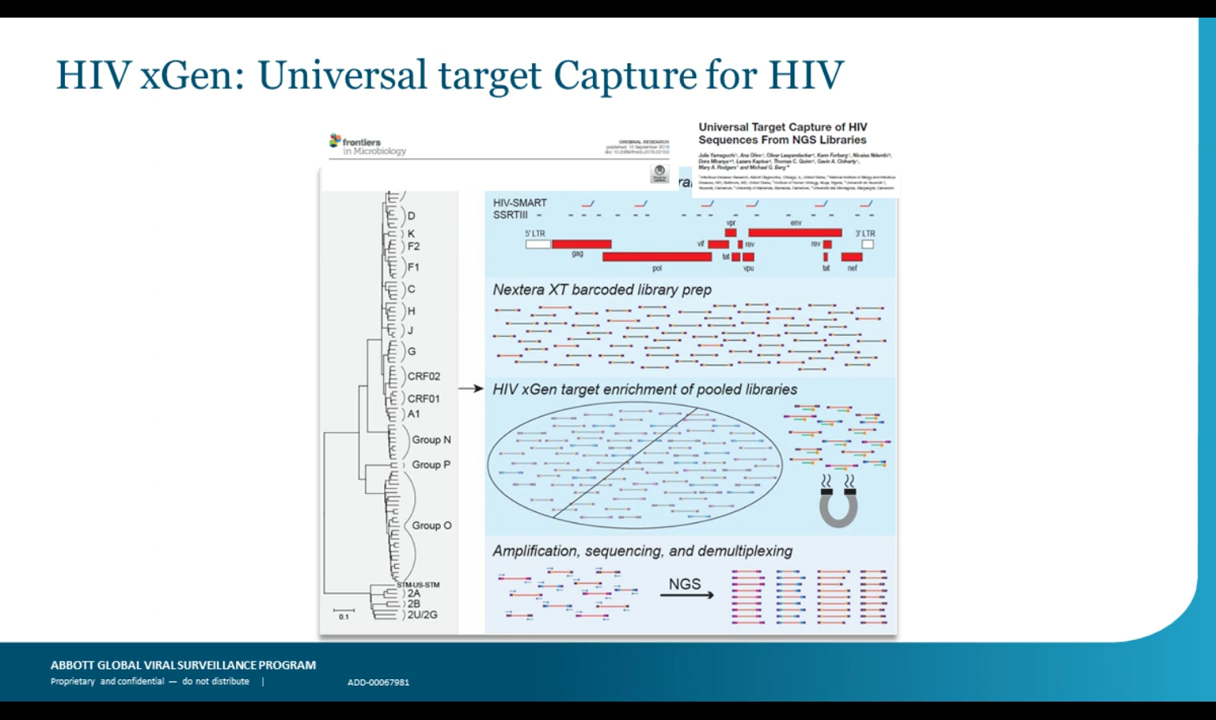 HIV xGen: Universal target Capture for HIV
frontiers
in Microbiology
ORIGINAL RESEARCH
Universal Target Capture of HIV
Sequences From NGS Libraries
HIV-SMART
SSRTIII
5' LTR
gag
pol
vif
vpr
tat
rev
vpu
env
rev
tat
nef
3' LTR
D
K
F2
F1
C
H
J
G
CRF02
CRF01
A1
Group N
Group P
Group O
STM-US-STM
2A
2B
2U/2G
0.1
Nextera XT barcoded library prep
HIV xGen target enrichment of pooled libraries
Amplification, sequencing, and demultiplexing
NGS
ABBOTT GLOBAL VIRAL SURVEILLANCE PROGRAM
Proprietary and confidential — do not distribute |
ADD-00067981